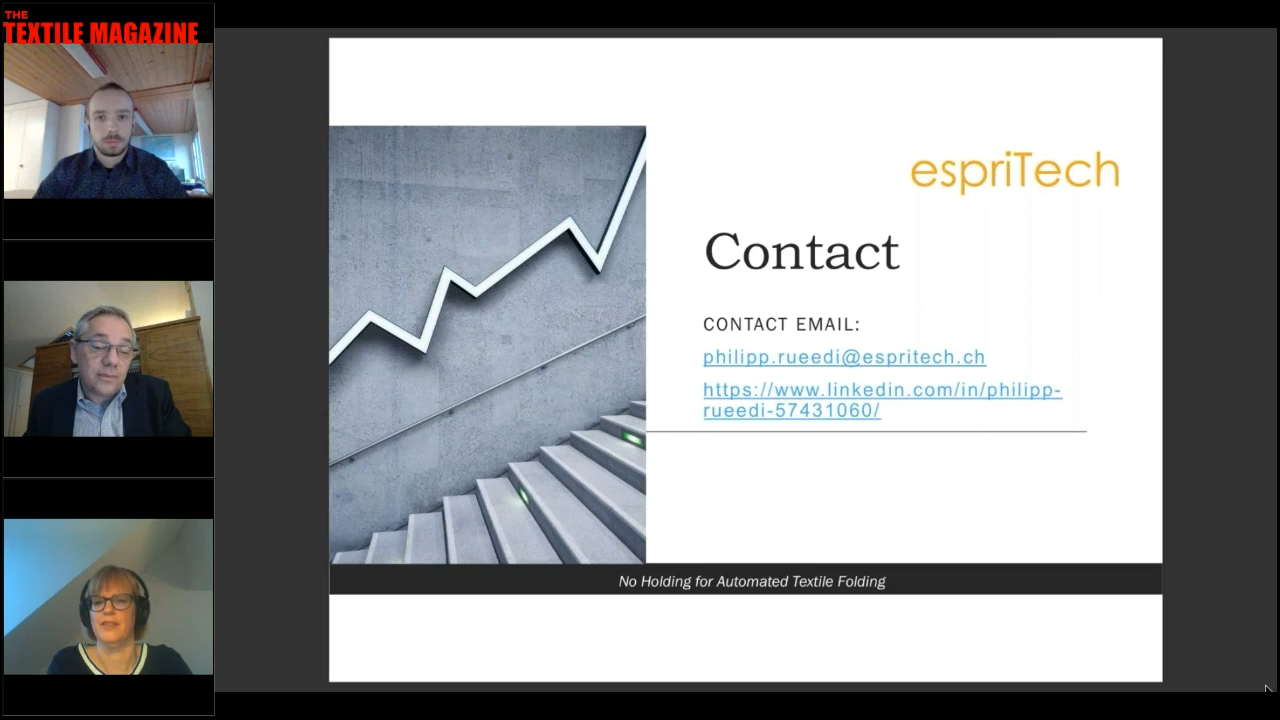 THE
TEXTILE MAGAZINE
espriTech
Contact
CONTACT EMAIL:
philipp.rueedi@espritech.ch
https://www.linkedin.com/in/philipp-
rueedi-57431060/
No Holding for Automated Textile Folding